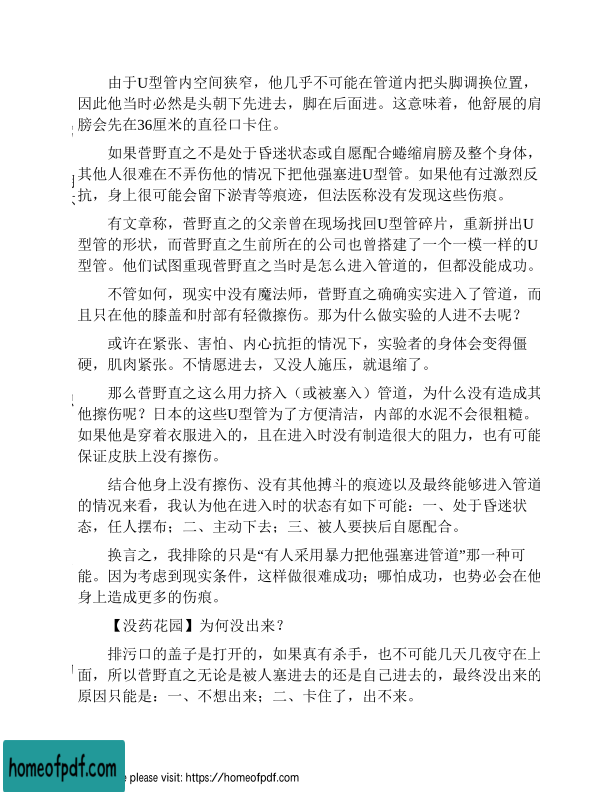 由于U型管内空间狭窄，他几乎不可能在管道内把头脚调换位置，
因此他当时必然是头朝下先进去，脚在后面进。这意味着，他舒展的肩
膀会先在36厘米的直径口卡住。
如果菅野直之不是处于昏迷状态或自愿配合蜷缩肩膀及整个身体，
其他人很难在不弄伤他的情况下把他强塞进U型管。如果他有过激烈反
抗，身上很可能会留下淤青等痕迹，但法医称没有发现这些伤痕。
有文章称，菅野直之的父亲曾在现场找回U型管碎片，重新拼出U
型管的形状，而菅野直之生前所在的公司也曾搭建了一个一模一样的U
型管。他们试图重现菅野直之当时是怎么进入管道的，但都没能成功。
不管如何，现实中没有魔法师，菅野直之确确实实进入了管道，而
且只在他的膝盖和肘部有轻微擦伤。那为什么做实验的人进不去呢？
或许在紧张、害怕、内心抗拒的情况下，实验者的身体会变得僵
硬，肌肉紧张。不情愿进去，又没人施压，就退缩了。
那么菅野直之这么用力挤入（或被塞入）管道，为什么没有造成其
他擦伤呢？日本的这些U型管为了方便清洁，内部的水泥不会很粗糙。
如果他是穿着衣服进入的，且在进入时没有制造很大的阻力，也有可能
保证皮肤上没有擦伤。
结合他身上没有擦伤、没有其他搏斗的痕迹以及最终能够进入管道
的情况来看，我认为他在进入时的状态有如下可能：一、处于昏迷状
态，任人摆布；二、主动下去；三、被人要挟后自愿配合。
换言之，我排除的只是“有人采用暴力把他强塞进管道”那一种可
能。因为考虑到现实条件，这样做很难成功；哪怕成功，也势必会在他
身上造成更多的伤痕。
【没药花园】为何没出来？
排污口的盖子是打开的，如果真有杀手，也不可能几天几夜守在上
面，所以菅野直之无论是被人塞进去的还是自己进去的，最终没出来的
原因只能是：一、不想出来；二、卡住了，出不来。
homeofpdf.com
e please visit: https://homeofpdf.com